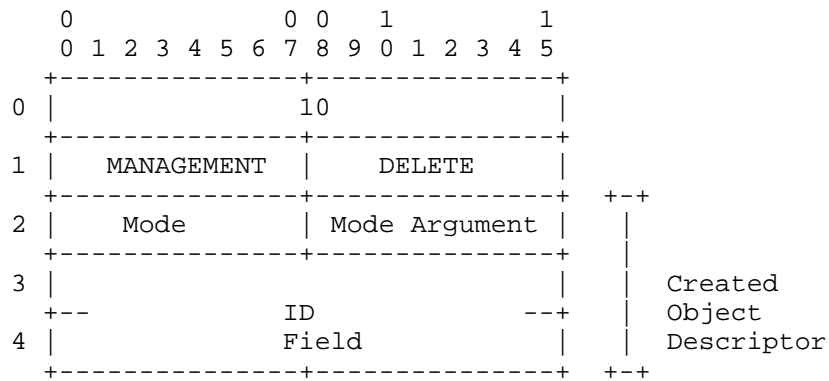 0 0 0 1 1
0 1 2 3 4 5 6 7 8 9 0 1 2 3 4 5
+---------------+---------------+
0 | 10 |
+---------------+---------------+
1 | MANAGEMENT | DELETE |
+---------------+---------------+ +-+
2 | Mode | Mode Argument | |
+---------------+---------------+ |
3 | | | Created
+-- ID --+ | Object
4 | Field | | Descriptor
+---------------+---------------+ +-+